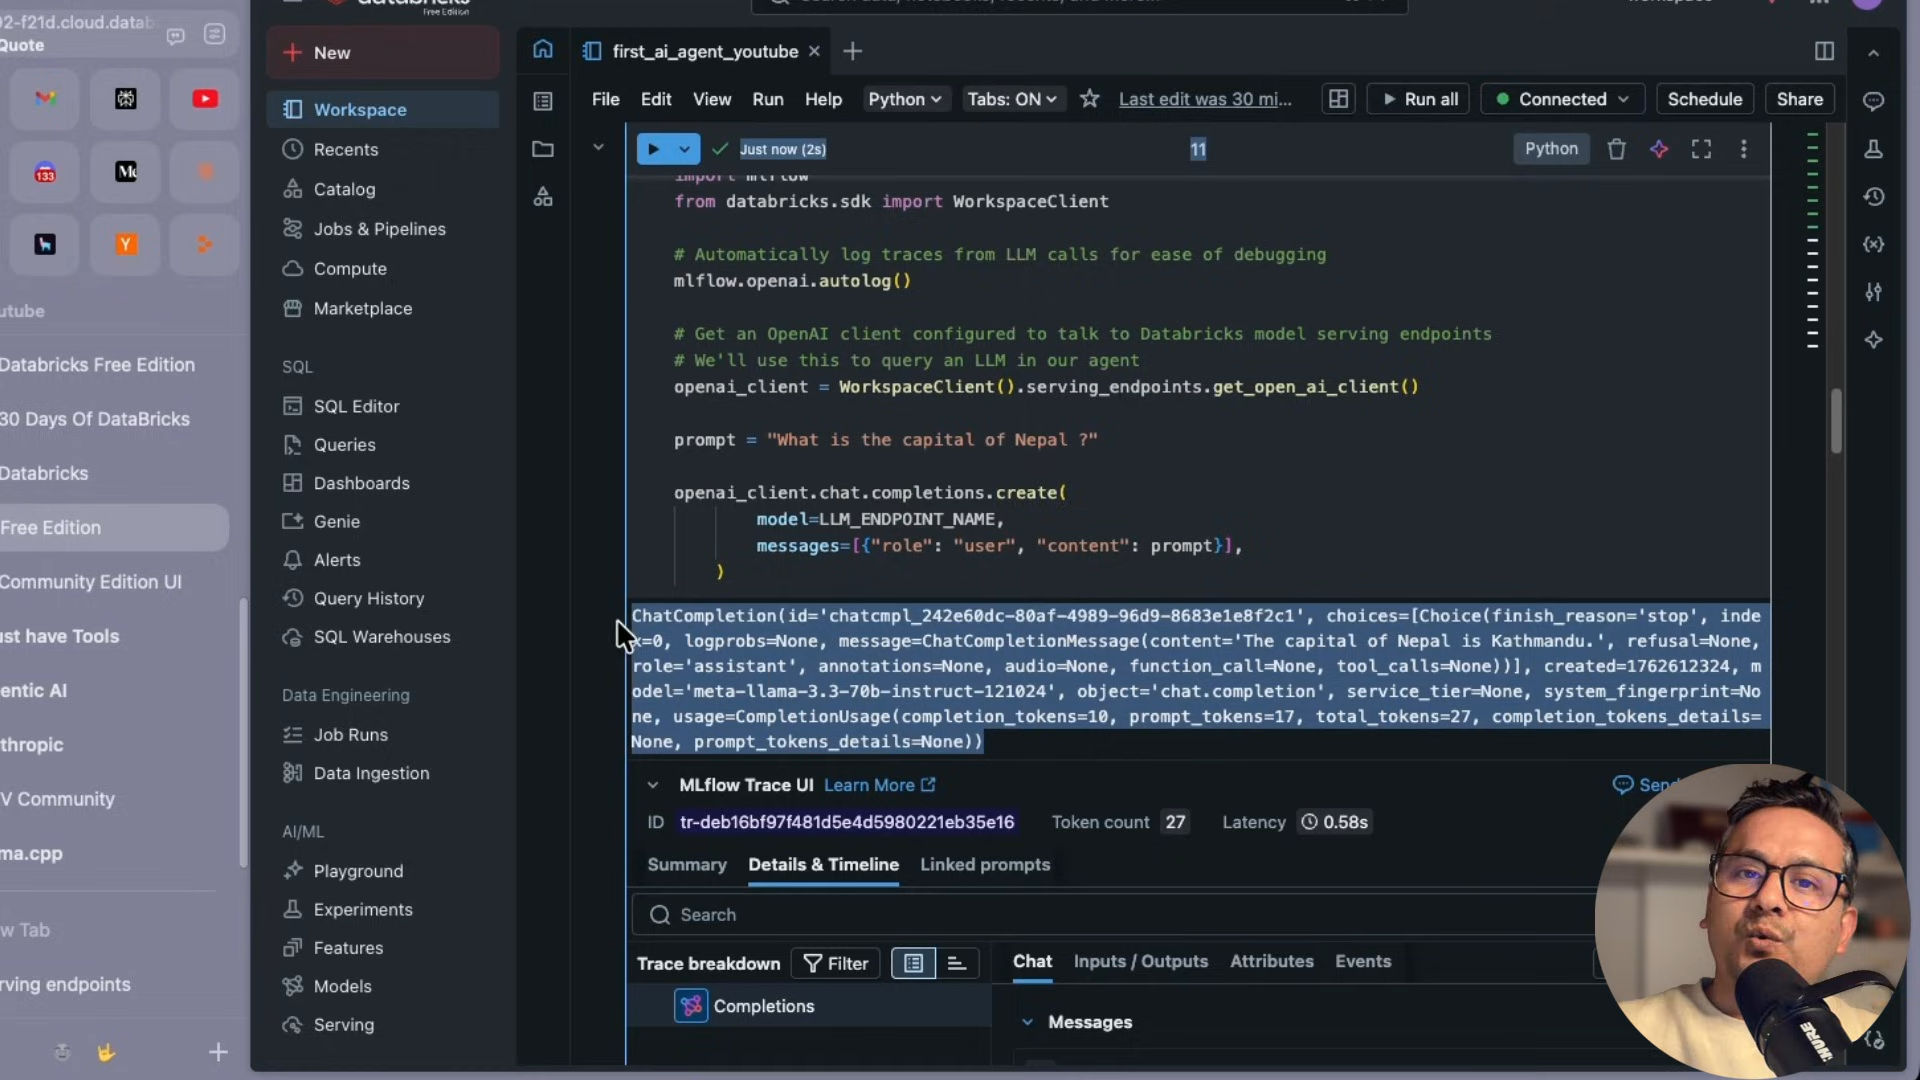 02-f21d.cloud.datab
Quote
133
utube
Databricks Free Edition
30 Days Of DataBricks
Databricks
Free Edition
Community Edition UI
ust have Tools
entic AI
thropic
V Community
ma.cpp
w Tab
rving endpoints
databricks
Free Edition
New
Workspace
Recents
Catalog
Jobs & Pipelines
Compute
Marketplace
SQL
SQL Editor
Queries
Dashboards
Genie
Alerts
Query History
SQL Warehouses
Data Engineering
Job Runs
Data Ingestion
AI/ML
Playground
Experiments
Features
Models
Serving
first_ai_agent_youtube
File Edit View Run Help Python Tabs: ON Last edit was 30 mi... Run all Connected Schedule Share
Just now (2s) 11 Python
import mlflow
from databricks.sdk import WorkspaceClient
# Automatically log traces from LLM calls for ease of debugging
mlflow.openai.autolog()
# Get an OpenAI client configured to talk to Databricks model serving endpoints
# We'll use this to query an LLM in our agent
openai_client = WorkspaceClient().serving_endpoints.get_open_ai_client()
prompt = "What is the capital of Nepal ?"
openai_client.chat.completions.create(
model=LLM_ENDPOINT_NAME,
messages=[{"role": "user", "content": prompt}],
)
ChatCompletion(id='chatcmpl_242e60dc-80af-4989-96d9-8683e1e8f2c1', choices=[Choice(finish_reason='stop', inde
x=0, logprobs=None, message=ChatCompletionMessage(content='The capital of Nepal is Kathmandu.', refusal=None,
role='assistant', annotations=None, audio=None, function_call=None, tool_calls=None))], created=1762612324, m
odel='meta-llama-3.3-70b-instruct-121024', object='chat.completion', service_tier=None, system_fingerprint=No
ne, usage=CompletionUsage(completion_tokens=10, prompt_tokens=17, total_tokens=27, completion_tokens_details=
None, prompt_tokens_details=None))
MLflow Trace UI Learn More Send
ID tr-deb16bf97f481d5e4d5980221eb35e16 Token count 27 Latency 0.58s
Summary Details & Timeline Linked prompts
Search
Trace breakdown Filter
Completions
Chat Inputs / Outputs Attributes Events
Messages
SHURE